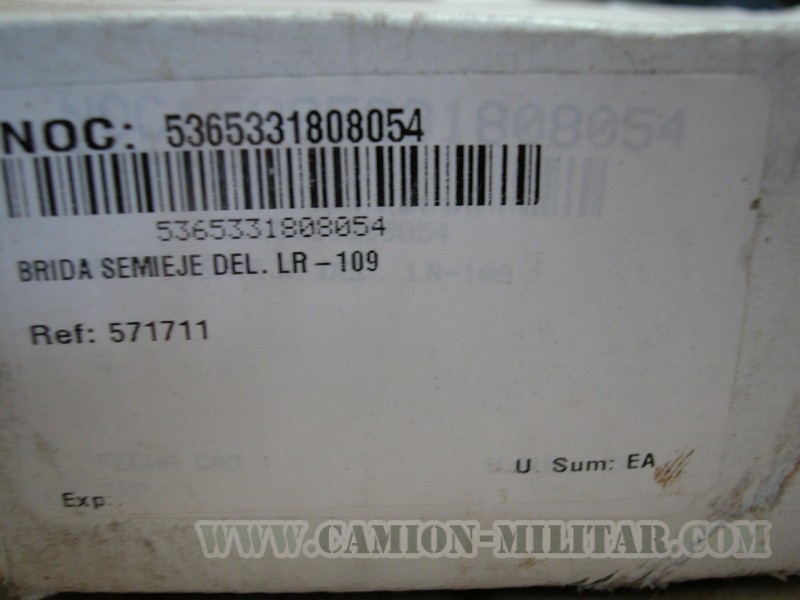 NOC: 5365331808054
5365331808054
BRIDA SEMIEJE DEL. LR-109
Ref: 571711
U. Sum: EA
Exp.
WWW.CAMION-MILITAR.COM